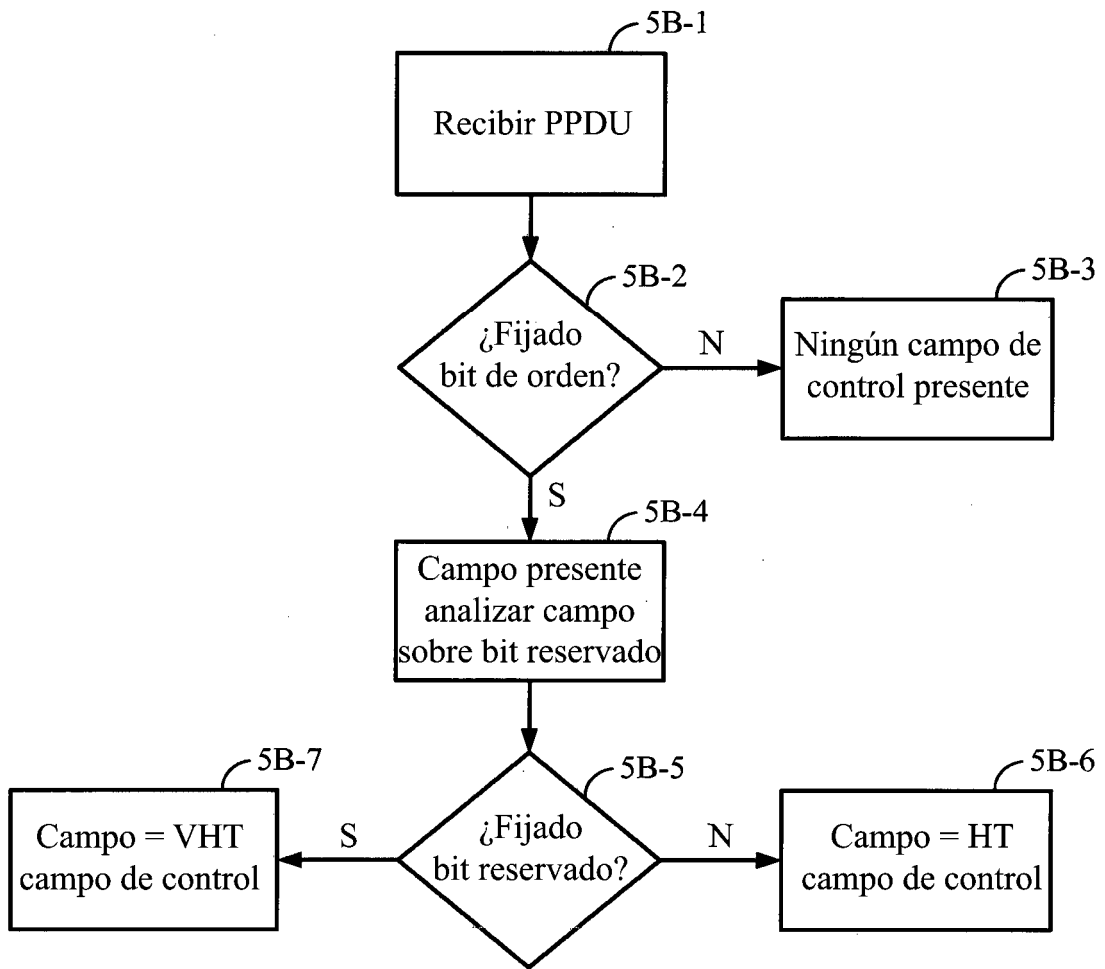 5B-1
Recibir PPDU
5B-2
¿Fijado
bit de orden?
N
5B-3
Ningún campo de
control presente
S
5B-4
Campo presente
analizar campo
sobre bit reservado
5B-7
Campo = VHT
campo de control
S
5B-5
¿Fijado
bit reservado?
N
5B-6
Campo = HT
campo de control